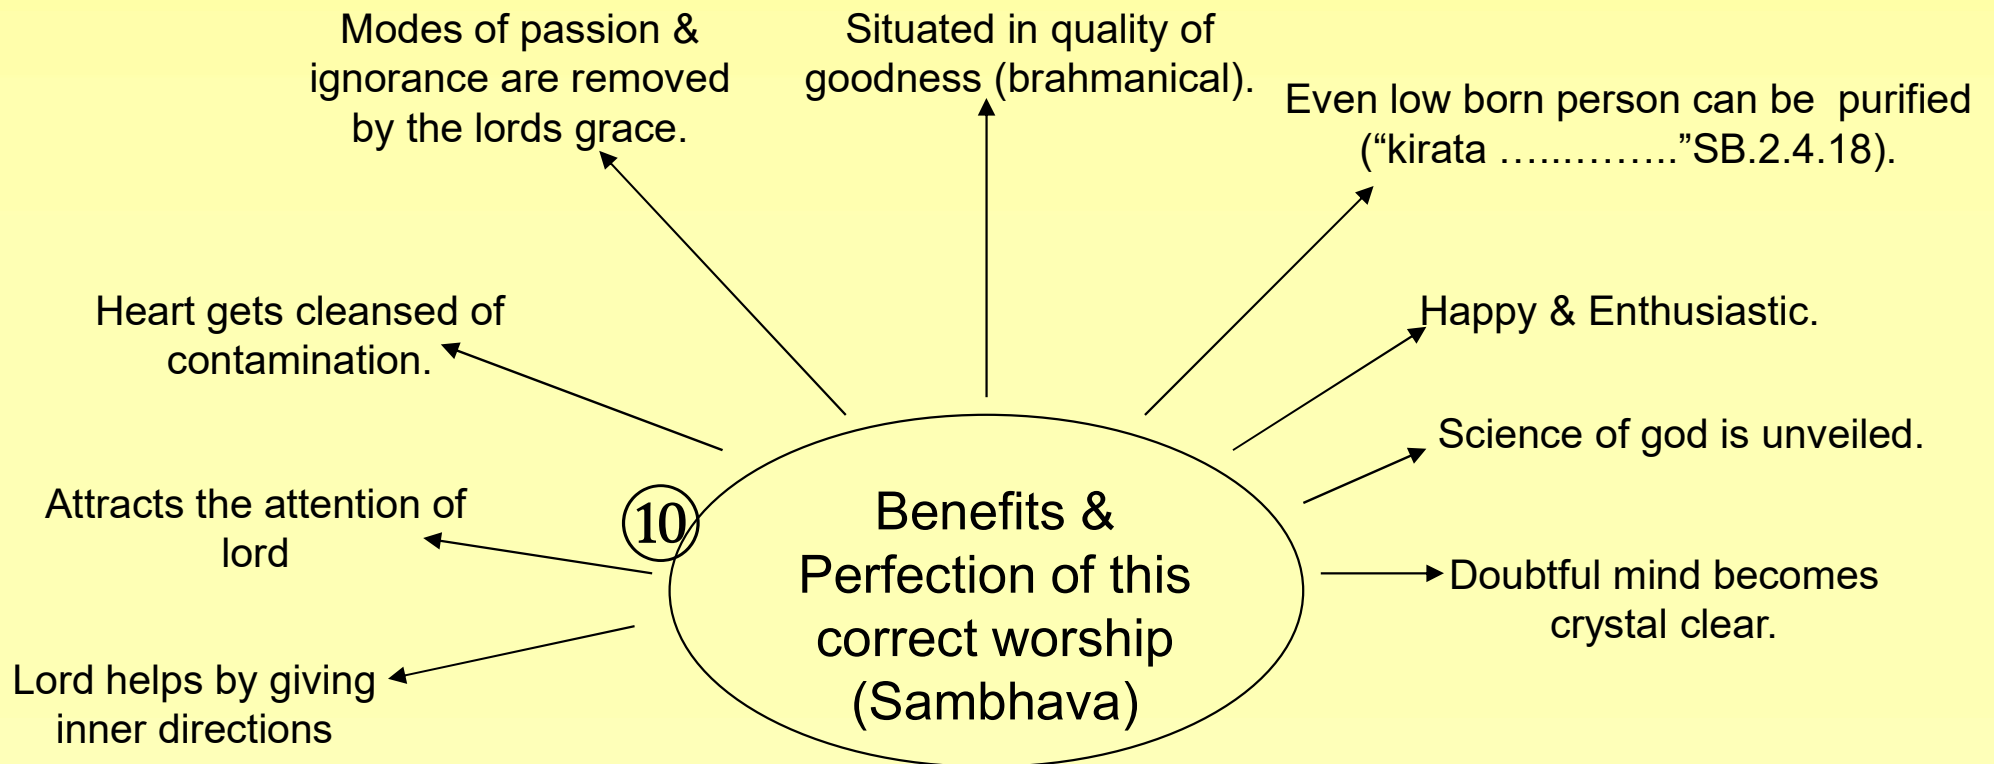 Modes of passion &
ignorance are removed
by the lords grace.
Situated in quality of
goodness (brahmanical).
Even low born person can be  purified
(“kirata …...……..”SB.2.4.18).
Heart gets cleansed of
contamination.
Happy & Enthusiastic.
Science of god is unveiled.
Attracts the attention of
lord
⑩
Benefits &
Perfection of this
correct worship
(Sambhava)
Doubtful mind becomes
crystal clear.
Lord helps by giving
inner directions